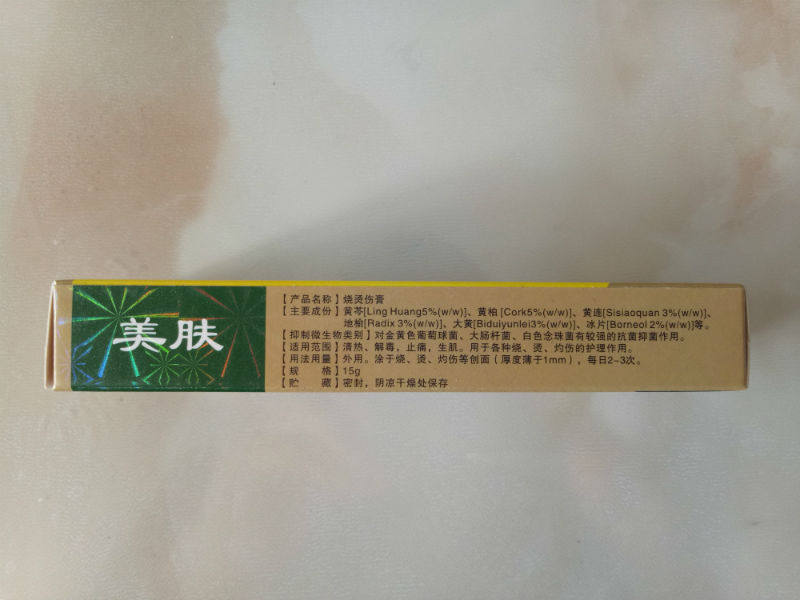 美肤
【产品名称】烧烫伤膏
【主要成份】黄芩[Ling Huang5%(w/w)]、黄柏 [Cork5%(w/w)]、黄连[Sisiaoquan 3%(w/w)]、
地榆[Radix 3%(w/w)]、大黄[Biduiyunlei3%(w/w)]、冰片[Borneol 2%(w/w)]等。
【抑制微生物类别】对金黄色葡萄球菌、大肠杆菌、白色念珠菌有较强的抗菌抑菌作用。
【适用范围】清热、解毒、止痛,生肌。用于各种烧、烫、灼伤的护理作用。
【用法用量】外用。涂于烧、烫、灼伤等创面(厚度薄于1mm),每日2-3次。
【规 格】15g
【贮 藏】密封,阴凉干燥处保存